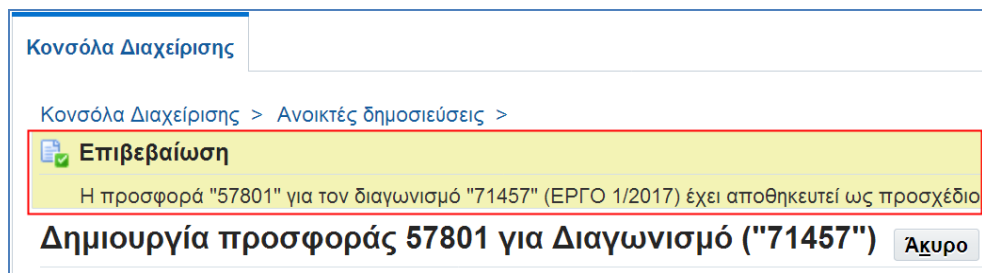 Κονσόλα Διαχείρισης
Κονσόλα Διαχείρισης > Ανοικτές δημοσιεύσεις >
Επιβεβαίωση
Η προσφορά "57801" για τον διαγωνισμό "71457" (ΕΡΓΟ 1/2017) έχει αποθηκευτεί ως προσχέδιο
Δημιουργία προσφοράς 57801 για Διαγωνισμό ("71457") Άκυρο